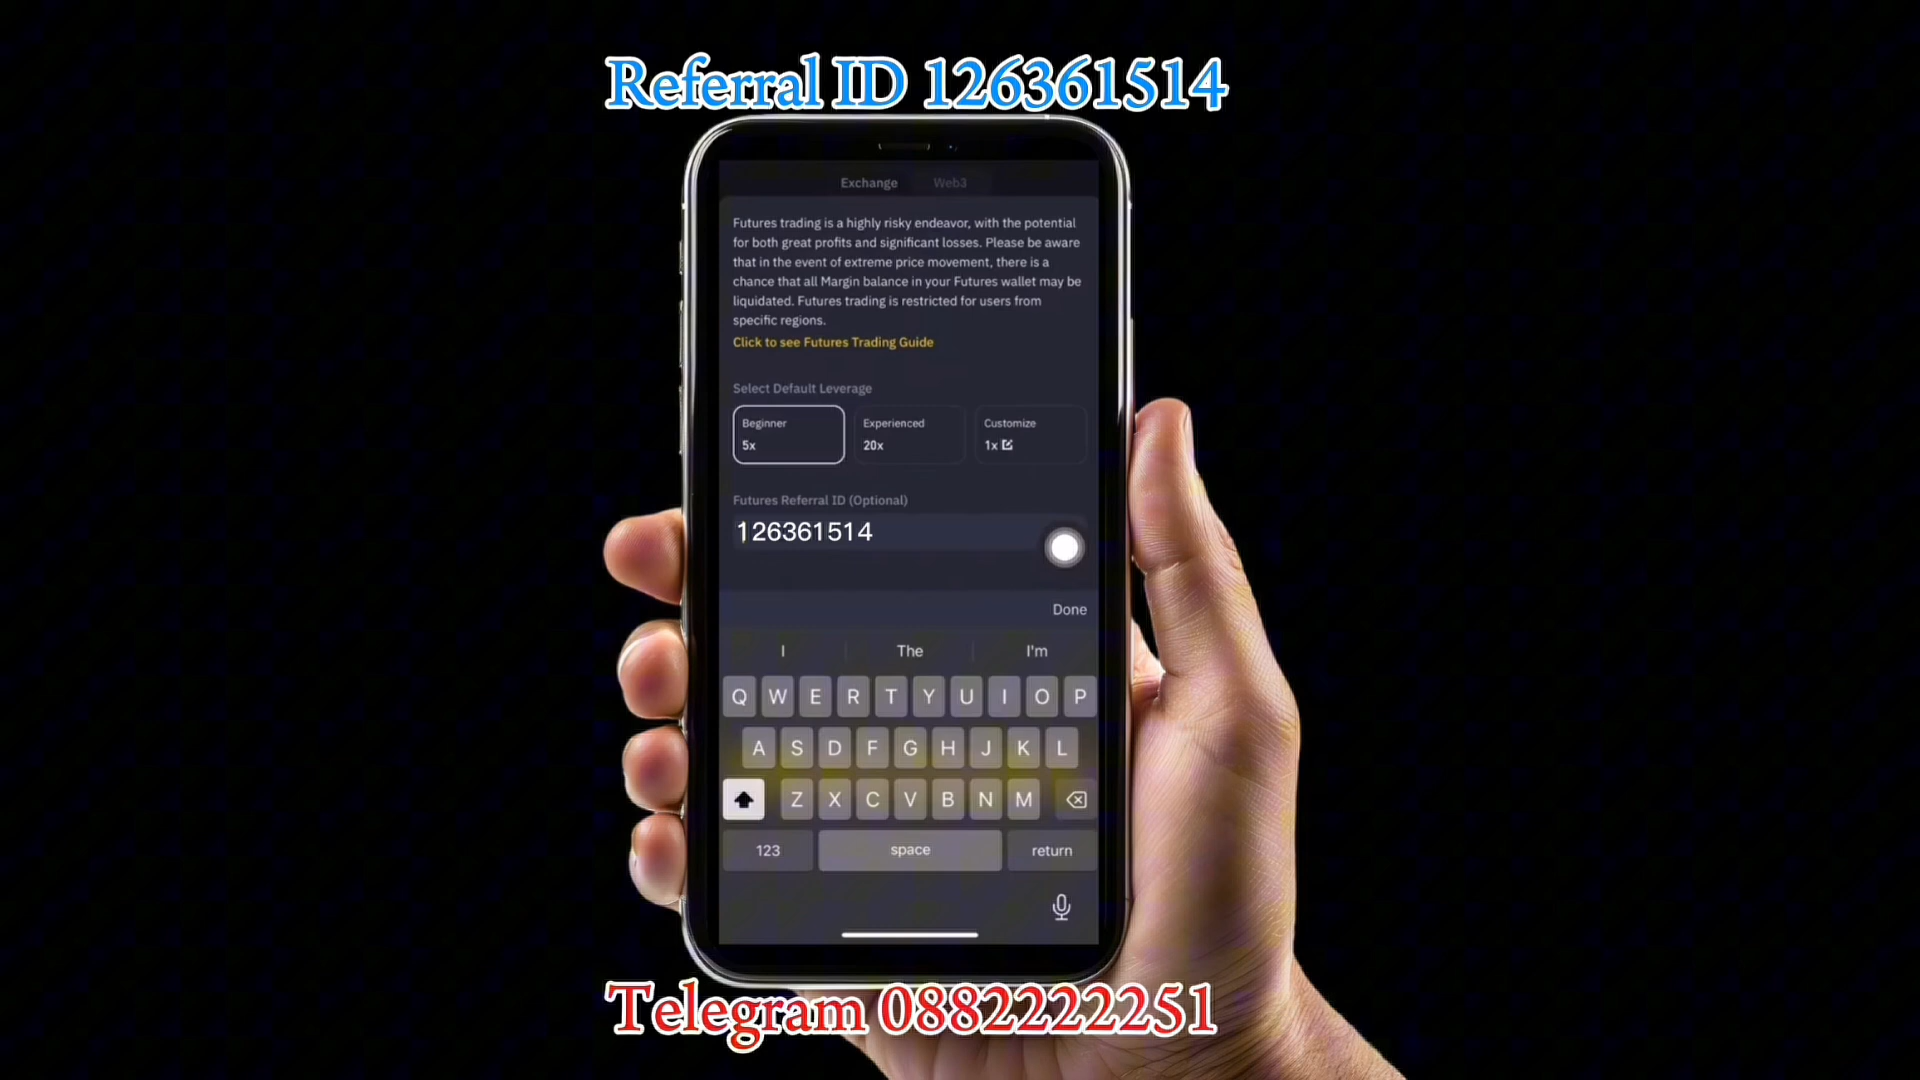 Referral ID 126361514
Exchange Web3
Futures trading is a highly risky endeavor, with the potential
for both great profits and significant losses. Please be aware
that in the event of extreme price movement, there is a
chance that all Margin balance in your Futures wallet may be
liquidated. Futures trading is restricted for users from
specific regions.
Click to see Futures Trading Guide
Select Default Leverage
Beginner Experienced Customize
5x 20x 1x
Futures Referral ID (Optional)
126361514
Done
I The I'm
Q W E R T Y U I O P
A S D F G H J K L
Z X C V B N M
123 space return
Telegram 0882222251